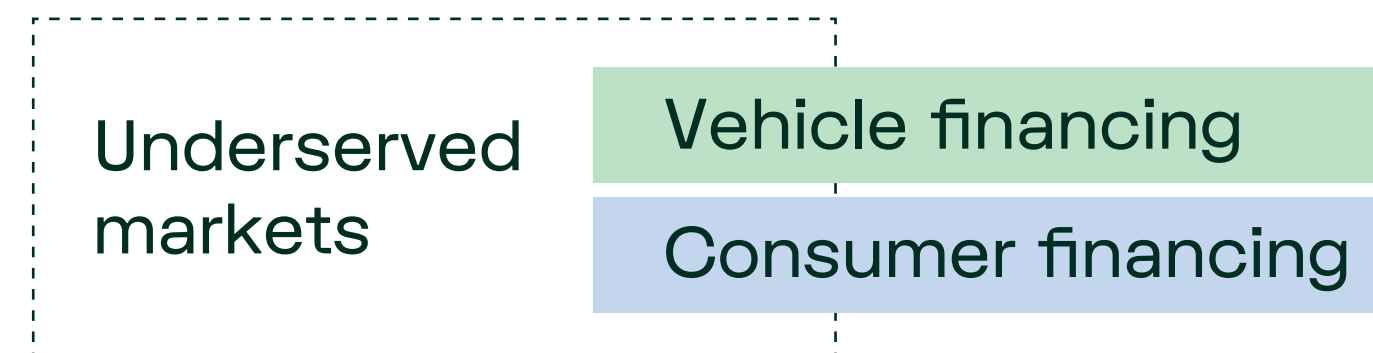 Underserved
markets
Vehicle financing
Consumer financing